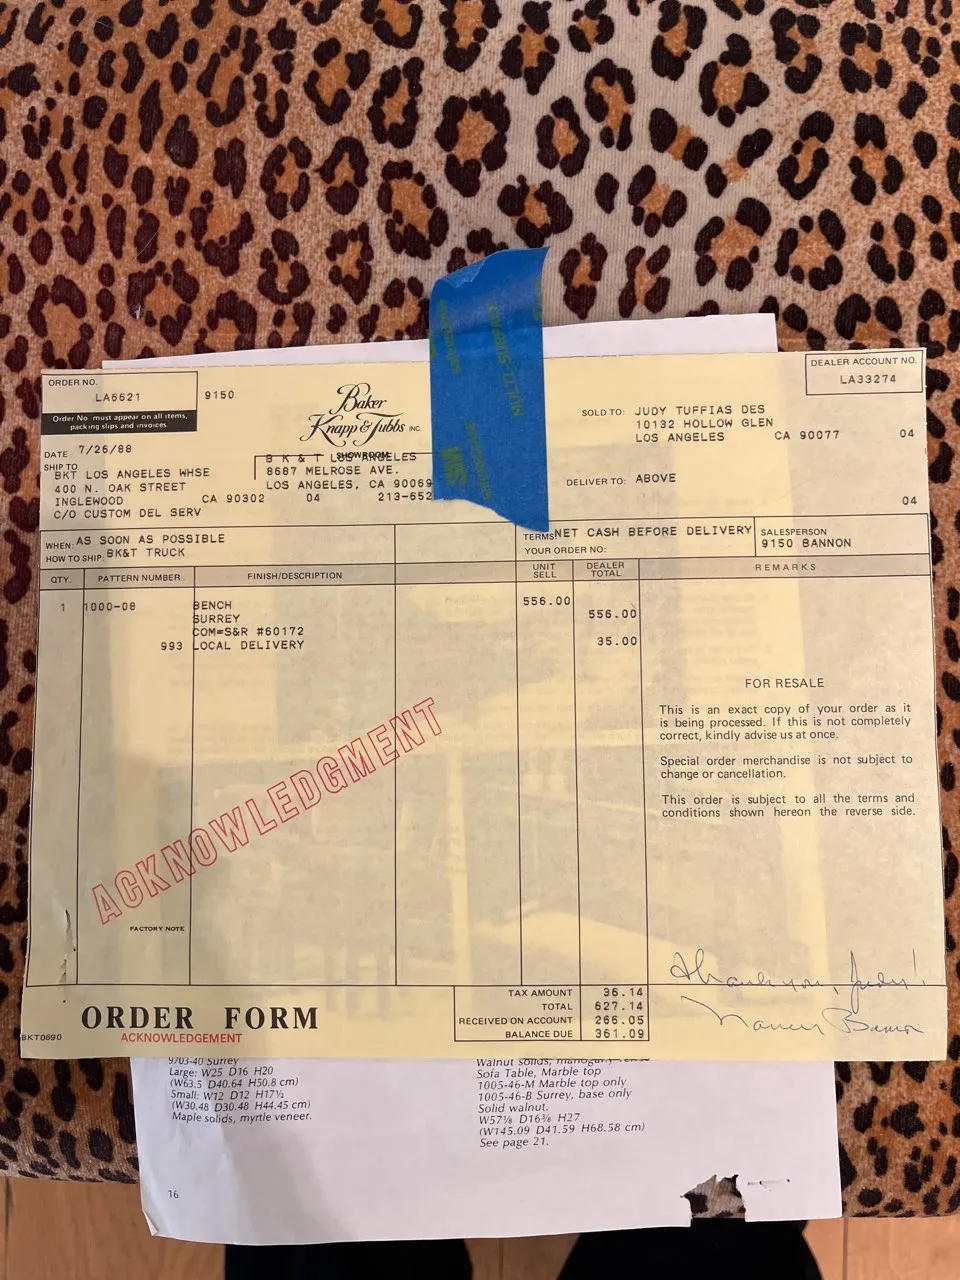 ORDER NO.
LA6621
9150
Order No. must appear on all items,
packing slips and invoices.
DATE 7/26/88
SHIP TO
BKT LOS ANGELES WHSE
400 N. OAK STREET
INGLEWOOD CA 90302 04
C/O CUSTOM DEL SERV
Baker
Knapp & Tubbs INC.
SHOWROOM
B K & T LOS ANGELES
8687 MELROSE AVE.
LOS ANGELES, CA 90069
213-652
3M
MULTI-SURFACE
DEALER ACCOUNT NO.
LA33274
SOLD TO: JUDY TUFFIAS DES
10132 HOLLOW GLEN
LOS ANGELES CA 90077 04
DELIVER TO: ABOVE
04
WHEN: AS SOON AS POSSIBLE
HOW TO SHIP: BK&T TRUCK
TERMS NET CASH BEFORE DELIVERY
YOUR ORDER NO:
SALESPERSON
9150 BANNON
QTY. PATTERN NUMBER FINISH/DESCRIPTION UNIT SELL DEALER TOTAL REMARKS
1 1000-08 BENCH 556.00 556.00
SURREY
COM=S&R #60172
993 LOCAL DELIVERY 35.00
FOR RESALE
This is an exact copy of your order as it
is being processed. If this is not completely
correct, kindly advise us at once.
Special order merchandise is not subject to
change or cancellation.
This order is subject to all the terms and
conditions shown hereon the reverse side.
ACKNOWLEDGMENT
FACTORY NOTE
Thank you, Judy!
Nancy Bannon
TAX AMOUNT 36.14
TOTAL 627.14
RECEIVED ON ACCOUNT 266.05
BALANCE DUE 361.09
ORDER FORM
ACKNOWLEDGEMENT
BKT0690
9703-40 Surrey
Large: W25 D16 H20
(W63.5 D40.64 H50.8 cm)
Small: W12 D12 H17½
(W30.48 D30.48 H44.45 cm)
Maple solids, myrtle veneer.
Walnut solids, mahogany
Sofa Table, Marble top
1005-46-M Marble top only
1005-46-B Surrey, base only
Solid walnut.
W57⅛ D16⅜ H27
(W145.09 D41.59 H68.58 cm)
See page 21.
16